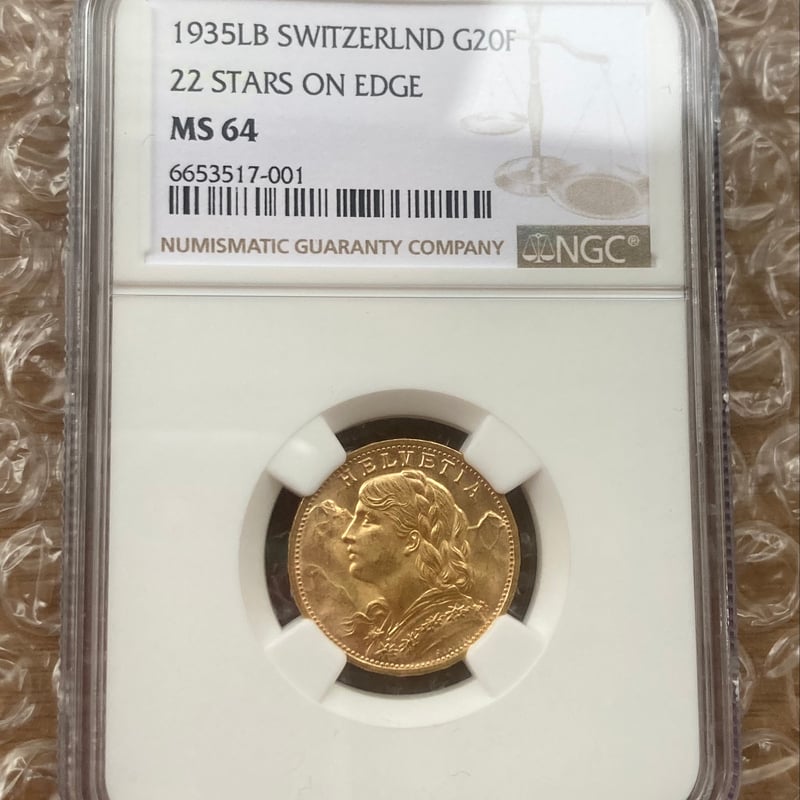 1935LB SWITZERLND G20F
22 STARS ON EDGE
MS 64
6653517-001
NUMISMATIC GUARANTY COMPANY NGC®
HELVETIA